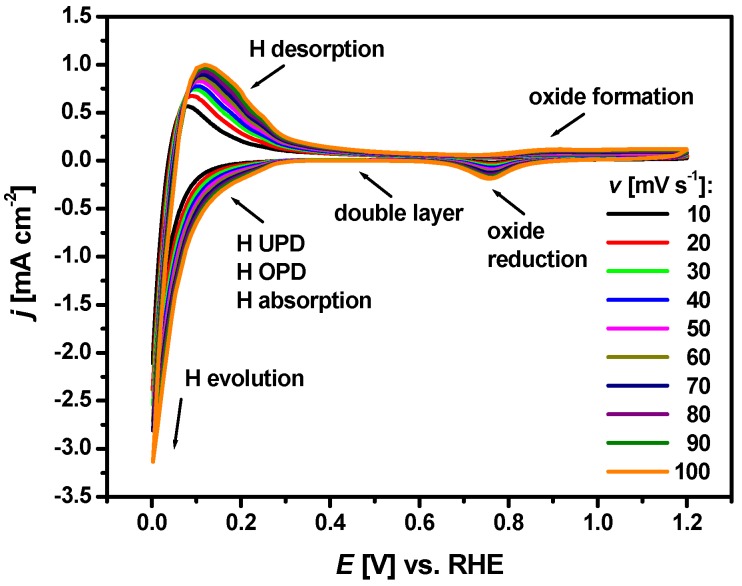 1.5
1.0
0.5
0.0
-0.5
-1.0
-1.5
-2.0
-2.5
-3.0
-3.5
j [mA cm⁻²]
H desorption
oxide formation
double layer
oxide
reduction
H UPD
H OPD
H absorption
H evolution
v [mV s⁻¹]:
10
20
30
40
50
60
70
80
90
100
0.0 0.2 0.4 0.6 0.8 1.0 1.2
E [V] vs. RHE